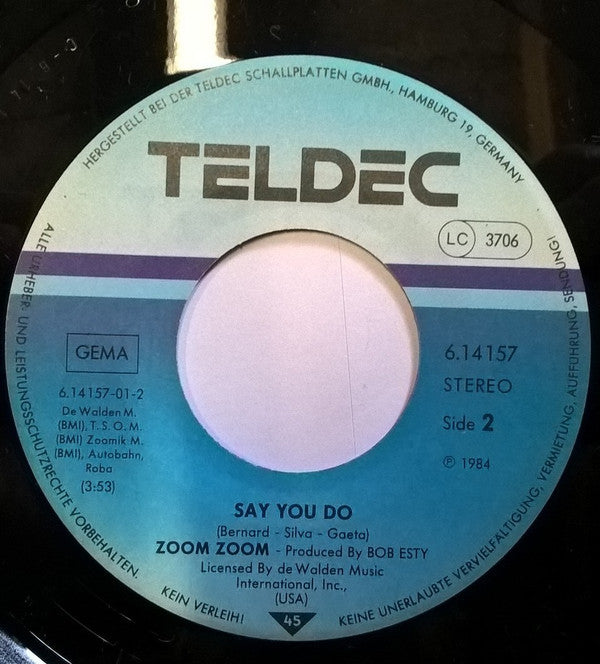 HERGESTELLT BEI DER TELDEC SCHALLPLATTEN GMBH., HAMBURG 19, GERMANY
TELDEC
LC 3706
GEMA
6.14157-01-2
De Walden M.
(BMI), T. S. O. M.
(BMI) Zoomik M.
(BMI), Autobahn,
Roba
(3:53)
6.14157
STEREO
Side 2
℗ 1984
SAY YOU DO
(Bernard - Silva - Gaeta)
ZOOM ZOOM - Produced By BOB ESTY
Licensed By de Walden Music
International, Inc.,
(USA)
45
ALLE URHEBER- UND LEISTUNGSSCHUTZRECHTE VORBEHALTEN.
KEIN VERLEIH!
KEINE UNERLAUBTE VERVIELFÄLTIGUNG, VERMIETUNG, AUFFÜHRUNG, SENDUNG!